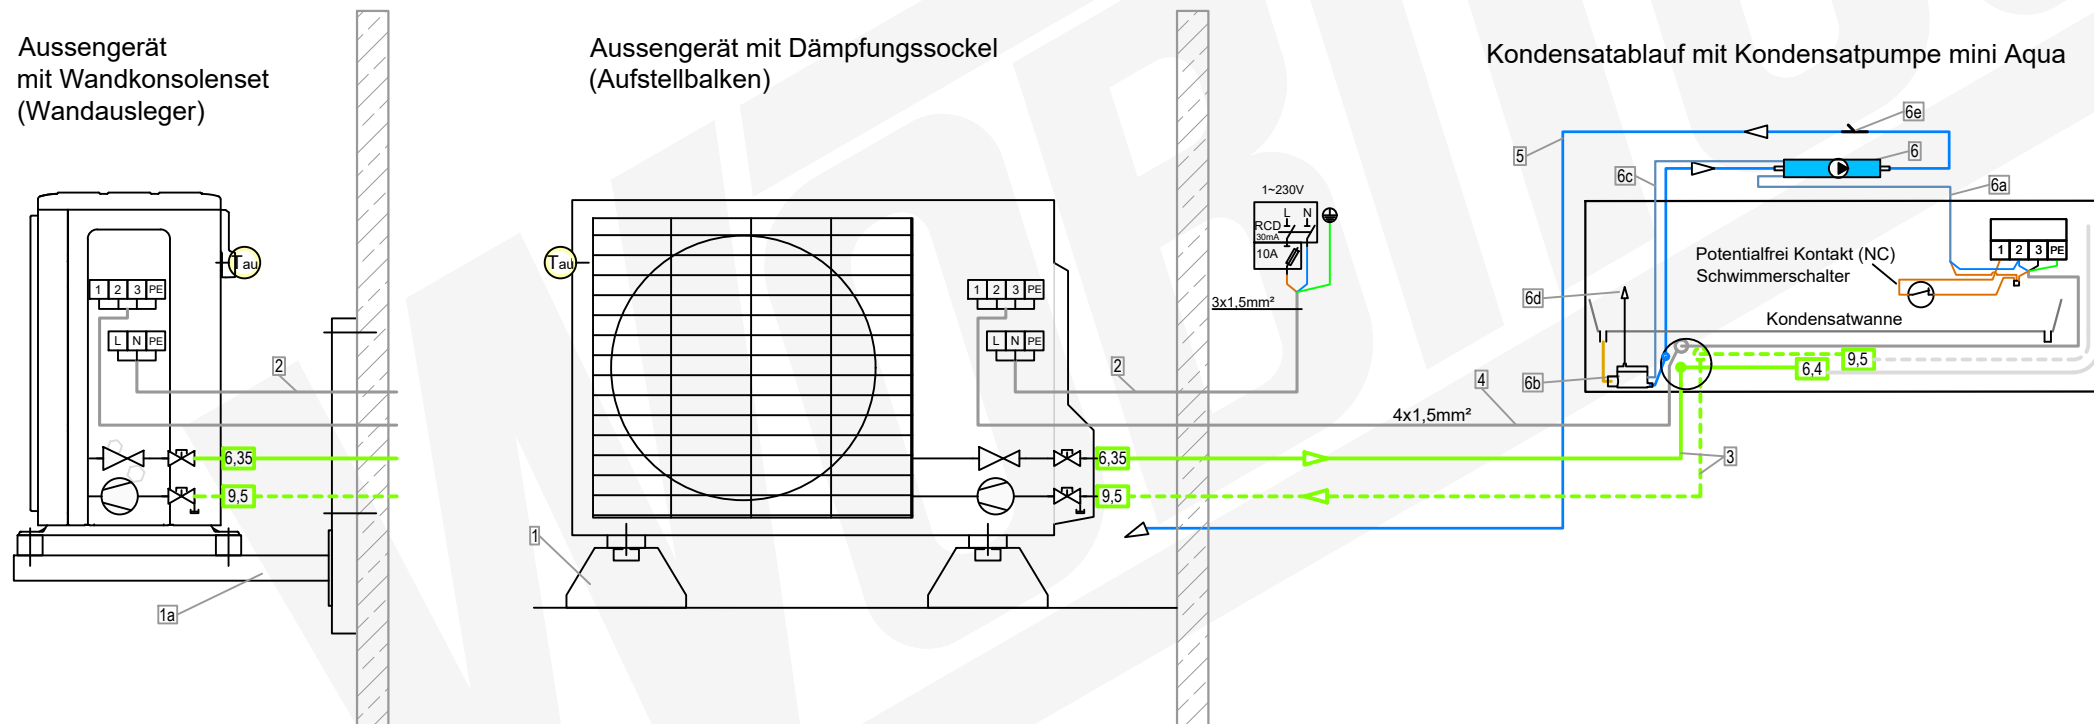 Aussengerät
mit Wandkonsolenset
(Wandausleger)
Tau
1 2 3 PE
L N PE
2
6,35
9,5
1a
Aussengerät mit Dämpfungssockel
(Aufstellbalken)
Tau
1 2 3 PE
L N PE
2
6,35
9,5
1
1~230V
L N
RCD
30mA
10A
3x1,5mm²
4
4x1,5mm²
3
Kondensatablauf mit Kondensatpumpe mini Aqua
6e
5
6
6c
6a
1 2 3 PE
Potentialfrei Kontakt (NC)
Schwimmerschalter
6d
Kondensatwanne
9,5
6,4
6b